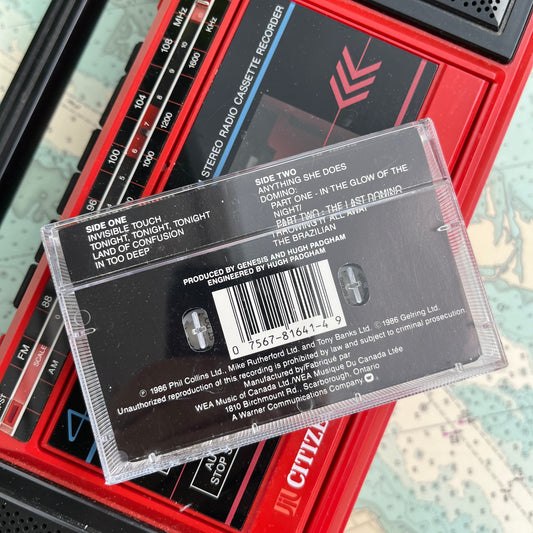 STEREO RADIO CASSETTE RECORDER
MHz
KHz
108
1600
104
1200
1000
96
88
FM
SCALE
AM
SIDE ONE
INVISIBLE TOUCH
TONIGHT, TONIGHT, TONIGHT
LAND OF CONFUSION
IN TOO DEEP
SIDE TWO
ANYTHING SHE DOES
DOMINO:
PART ONE - IN THE GLOW OF THE
NIGHT/
PART TWO - THE LAST DOMINO
THROWING IT ALL AWAY
THE BRAZILIAN
PRODUCED BY GENESIS AND HUGH PADGHAM
ENGINEERED BY HUGH PADGHAM
0 7567-81641-4 9
℗ 1986 Phil Collins Ltd., Mike Rutherford Ltd. and Tony Banks Ltd. © 1986 Gelring Ltd.
Unauthorized reproduction of this recording is prohibited by law and subject to criminal prosecution.
Manufactured by/Fabriqué par
WEA Music of Canada Ltd./WEA Musique Du Canada Ltée
1810 Birchmount Rd., Scarborough, Ontario
A Warner Communications Company
STOP
CITIZE